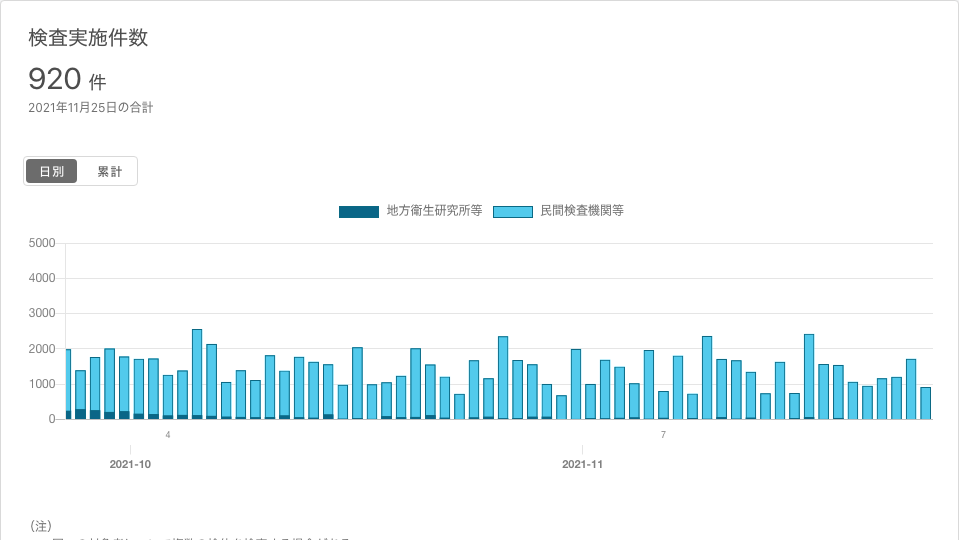 検査実施件数
920 件
2021年11月25日の合計
日別 累計
地方衛生研究所等 民間検査機関等
5000
4000
3000
2000
1000
0
4 7
2021-10 2021-11
（注）